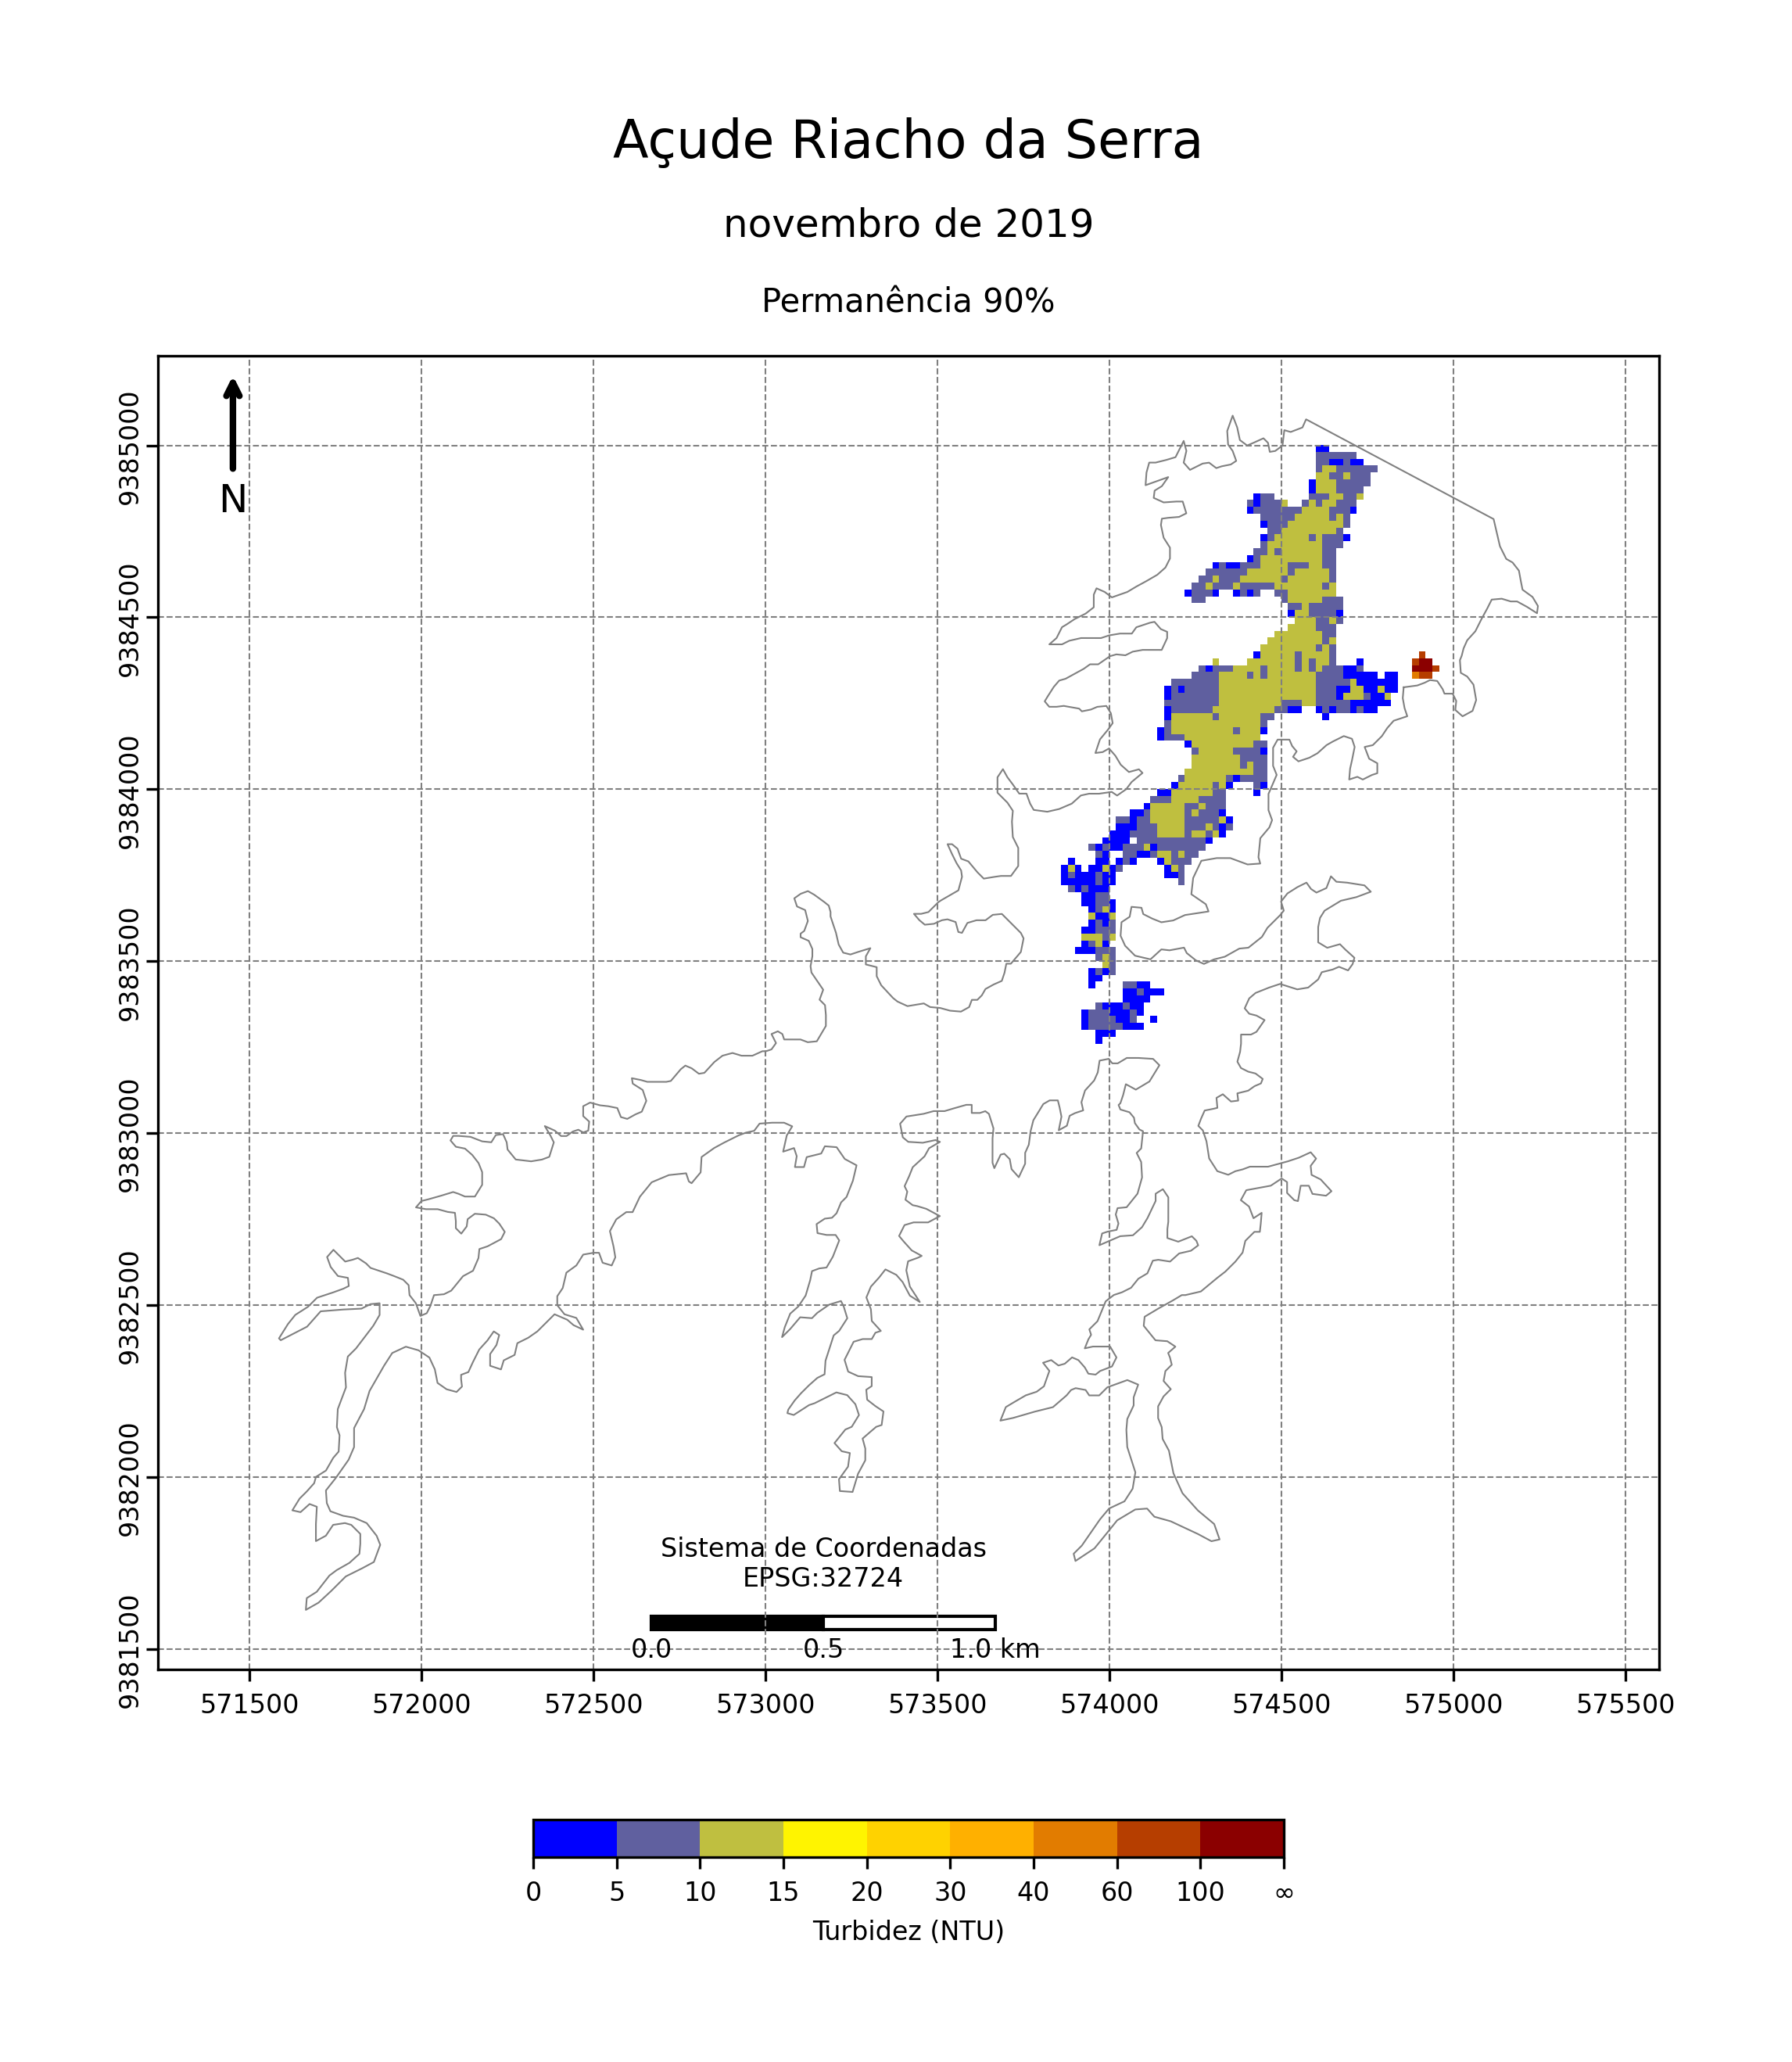 Açude Riacho da Serra
novembro de 2019
Permanência 90%
N
9385000
9384500
9384000
9383500
9383000
9382500
9382000
9381500
Sistema de Coordenadas
EPSG:32724
0.0 0.5 1.0 km
571500 572000 572500 573000 573500 574000 574500 575000 575500
0 5 10 15 20 30 40 60 100 ∞
Turbidez (NTU)